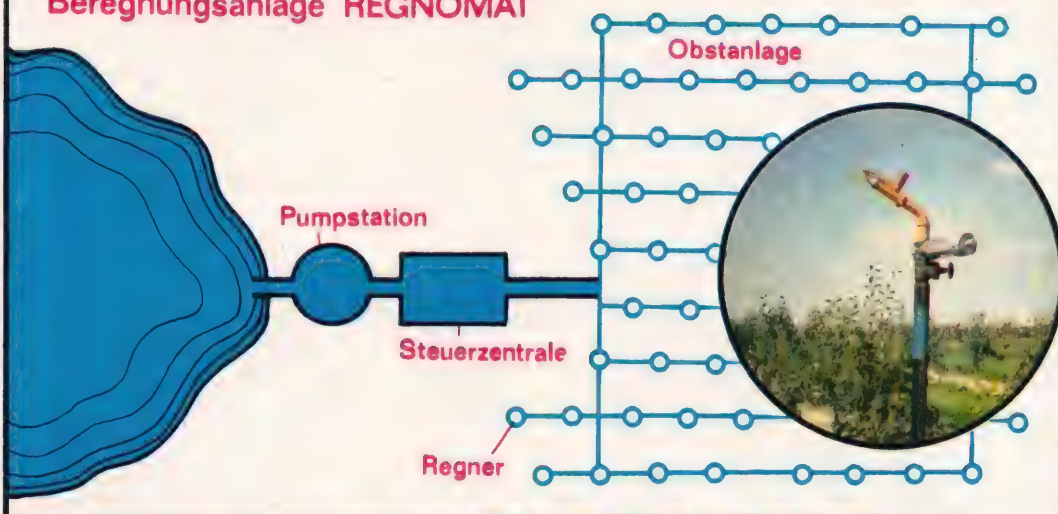 Beregnungsanlage REGNOMAT
Obstanlage
Pumpstation
Steuerzentrale
Regner